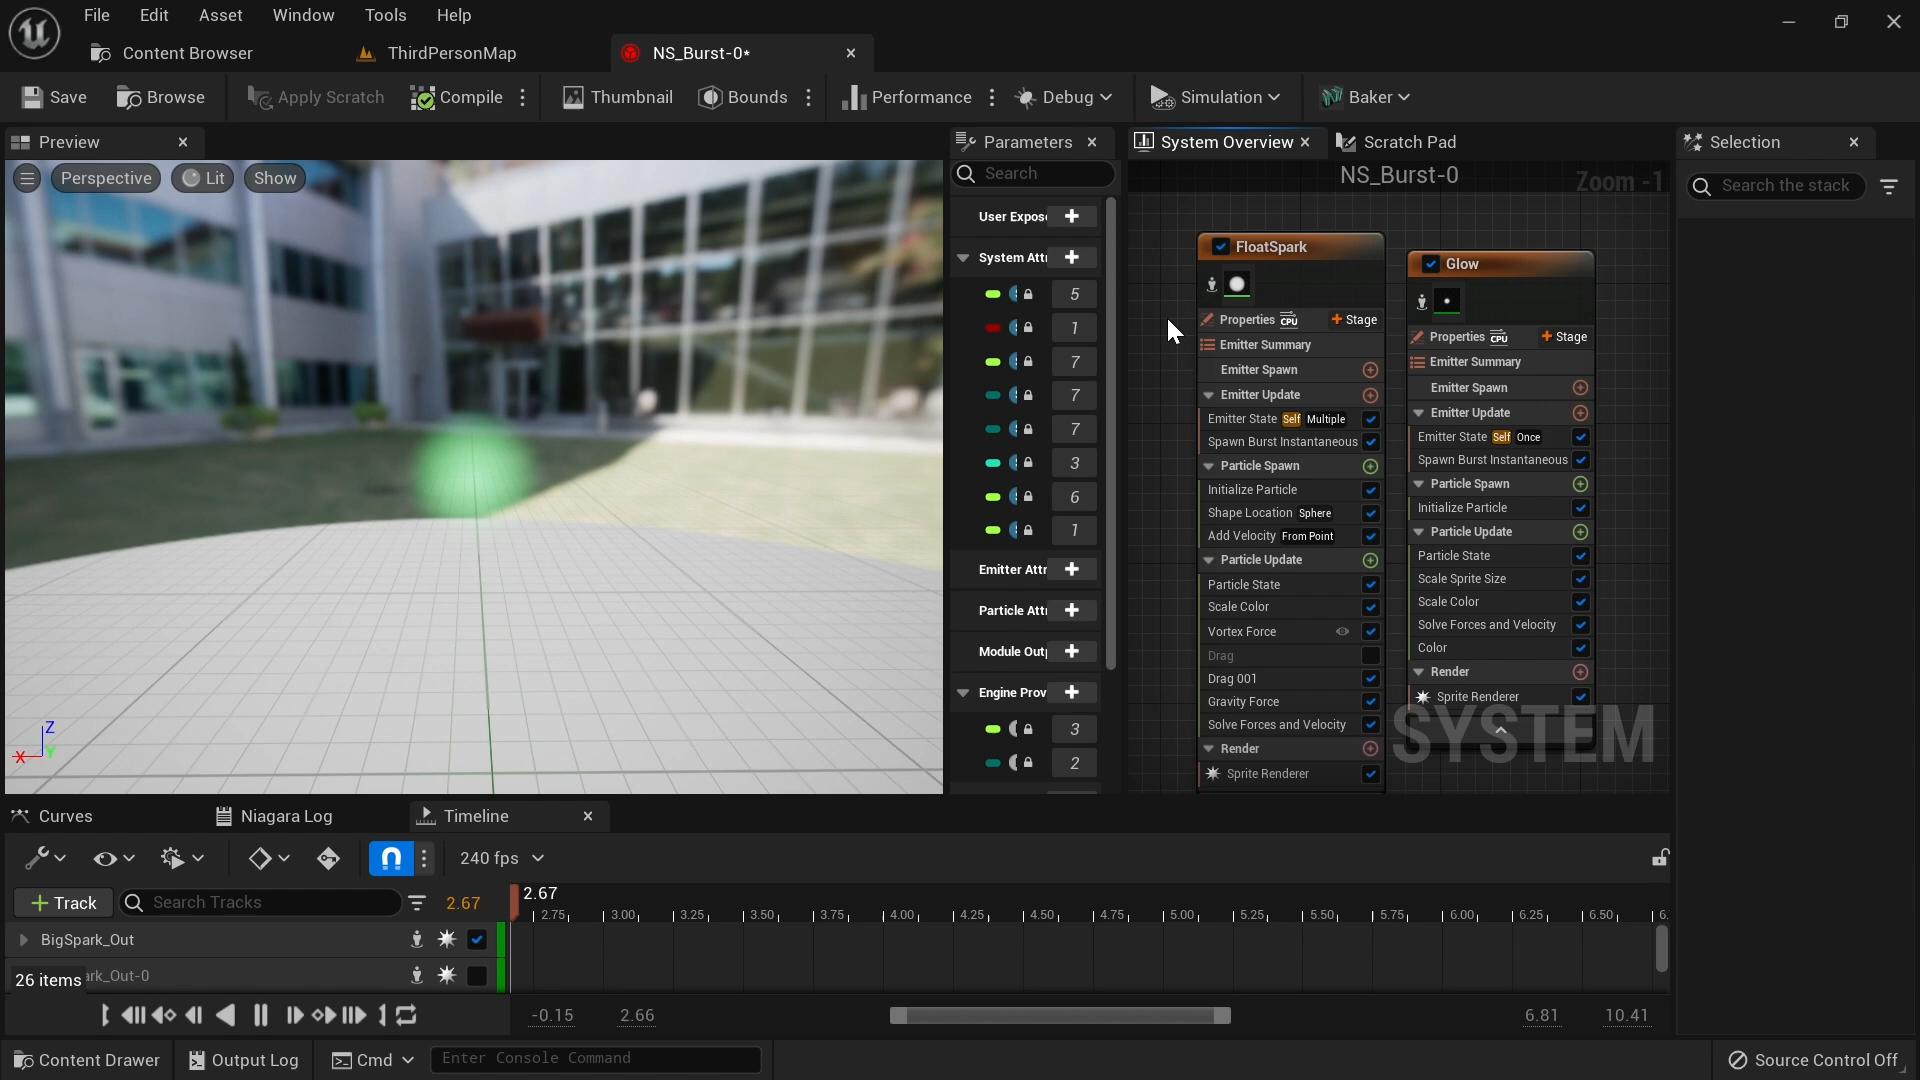 File Edit Asset Window Tools Help
Content Browser ThirdPersonMap NS_Burst-0*
Save Browse Apply Scratch Compile Thumbnail Bounds Performance Debug Simulation Baker
Preview
Perspective Lit Show
X Z Y
Parameters
Search
User Expos
System Attr
5
1
7
7
7
3
6
1
Emitter Attr
Particle Attr
Module Outp
Engine Prov
3
2
System Overview Scratch Pad
NS_Burst-0
Zoom -1
FloatSpark
Properties CPU Stage
Emitter Summary
Emitter Spawn
Emitter Update
Emitter State Self Multiple
Spawn Burst Instantaneous
Particle Spawn
Initialize Particle
Shape Location Sphere
Add Velocity From Point
Particle Update
Particle State
Scale Color
Vortex Force
Drag
Drag 001
Gravity Force
Solve Forces and Velocity
Render
Sprite Renderer
Glow
Properties CPU Stage
Emitter Summary
Emitter Spawn
Emitter Update
Emitter State Self Once
Spawn Burst Instantaneous
Particle Spawn
Initialize Particle
Particle Update
Particle State
Scale Sprite Size
Scale Color
Solve Forces and Velocity
Color
Render
Sprite Renderer
SYSTEM
Selection
Search the stack
Curves Niagara Log Timeline
240 fps
Track Search Tracks 2.67
2.67
2.75 3.00 3.25 3.50 3.75 4.00 4.25 4.50 4.75 5.00 5.25 5.50 5.75 6.00 6.25 6.50 6.
BigSpark_Out
ark_Out-0
26 items
-0.15 2.66 6.81 10.41
Content Drawer Output Log Cmd Enter Console Command Source Control Off